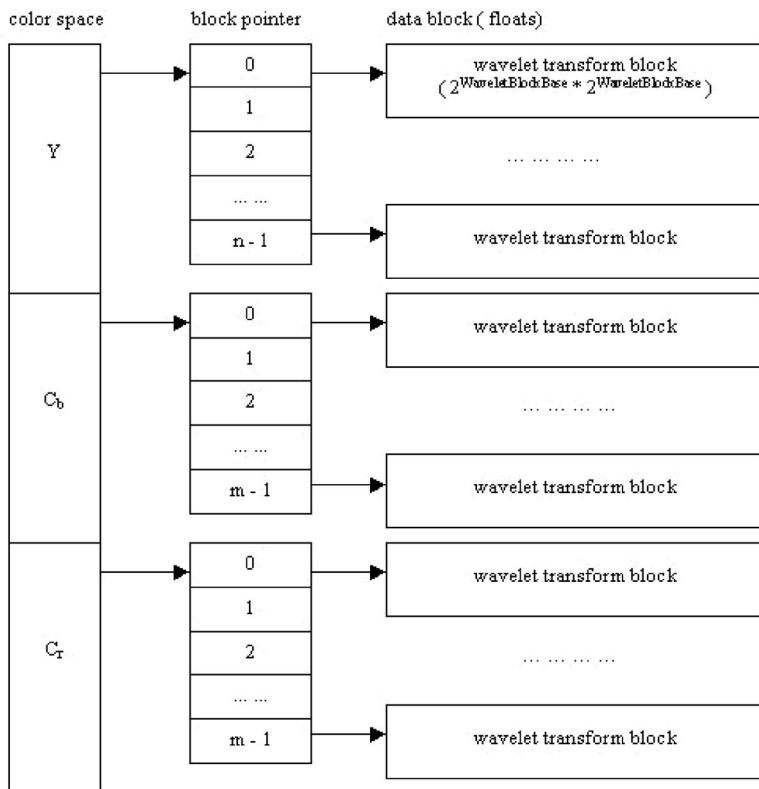 color space block pointer data block ( floats)
Y
0
1
2
... ...
n - 1
wavelet transform block
( 2^WaveletBlockBase * 2^WaveletBlockBase )
... ... ... ...
wavelet transform block
C_b
0
1
2
... ...
m - 1
wavelet transform block
... ... ... ...
wavelet transform block
C_r
0
1
2
... ...
m - 1
wavelet transform block
... ... ... ...
wavelet transform block